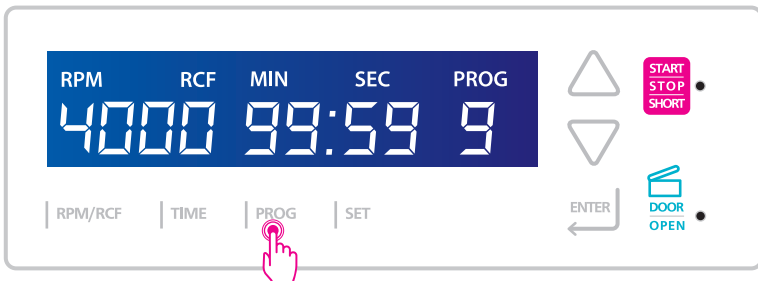 RPM RCF MIN SEC PROG
4000 99:59 9
START
STOP
SHORT
RPM/RCF TIME PROG SET
ENTER
DOOR
OPEN